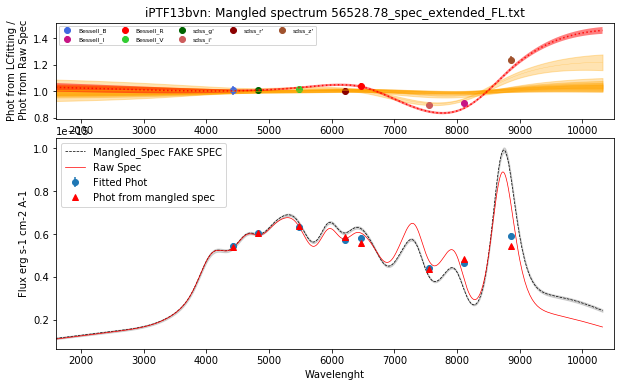 iPTF13bvn: Mangled spectrum 56528.78_spec_extended_FL.txt
Phot from LCfitting /
Phot from Raw Spec
1.4
1.2
1.0
0.8
Bessell_B
Bessell_R
sdss_g'
sdss_r'
sdss_z'
Bessell_I
Bessell_V
sdss_i'
2000 3000 4000 5000 6000 7000 8000 9000 10000
Flux erg s-1 cm-2 A-1
1.0
0.8
0.6
0.4
0.2
Mangled_Spec FAKE SPEC
Raw Spec
Fitted Phot
Phot from mangled spec
2000 3000 4000 5000 6000 7000 8000 9000 10000
Wavelenght